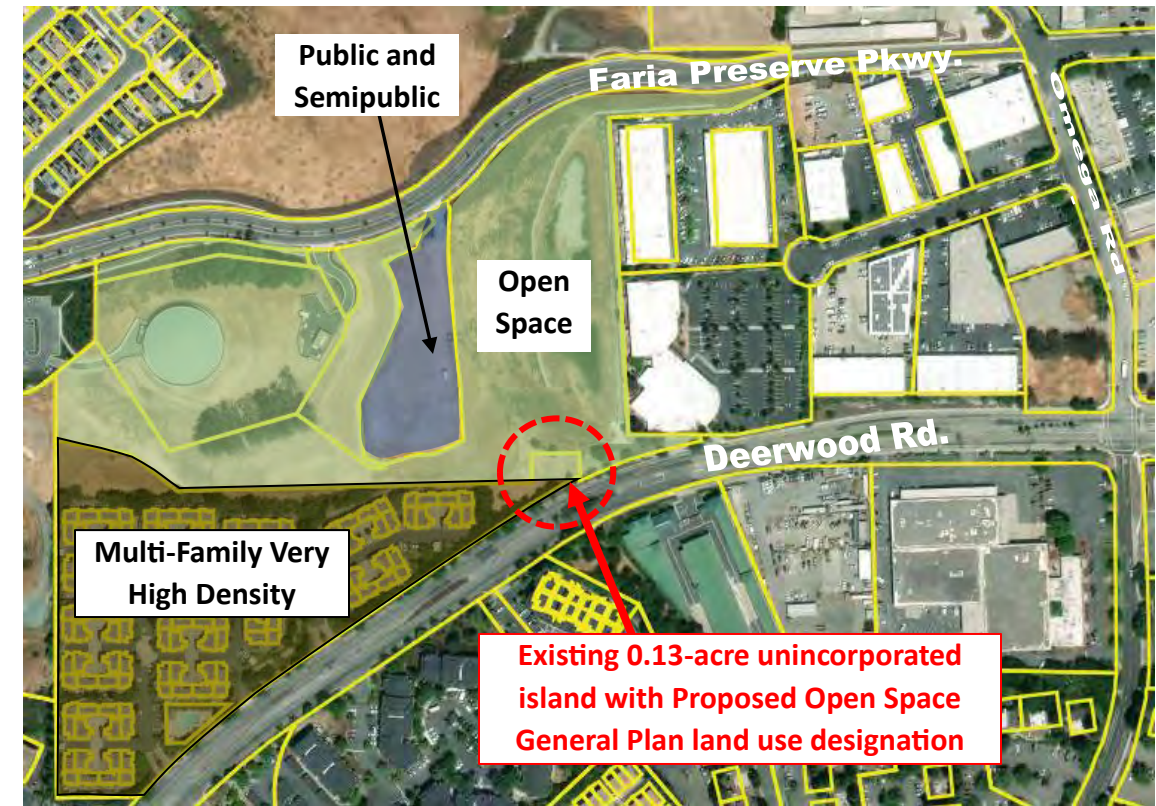 Public and
Semipublic
Faria Preserve Pkwy.
Omega Rd
Open
Space
Deerwood Rd.
Multi-Family Very
High Density
Existing 0.13-acre unincorporated
island with Proposed Open Space
General Plan land use designation